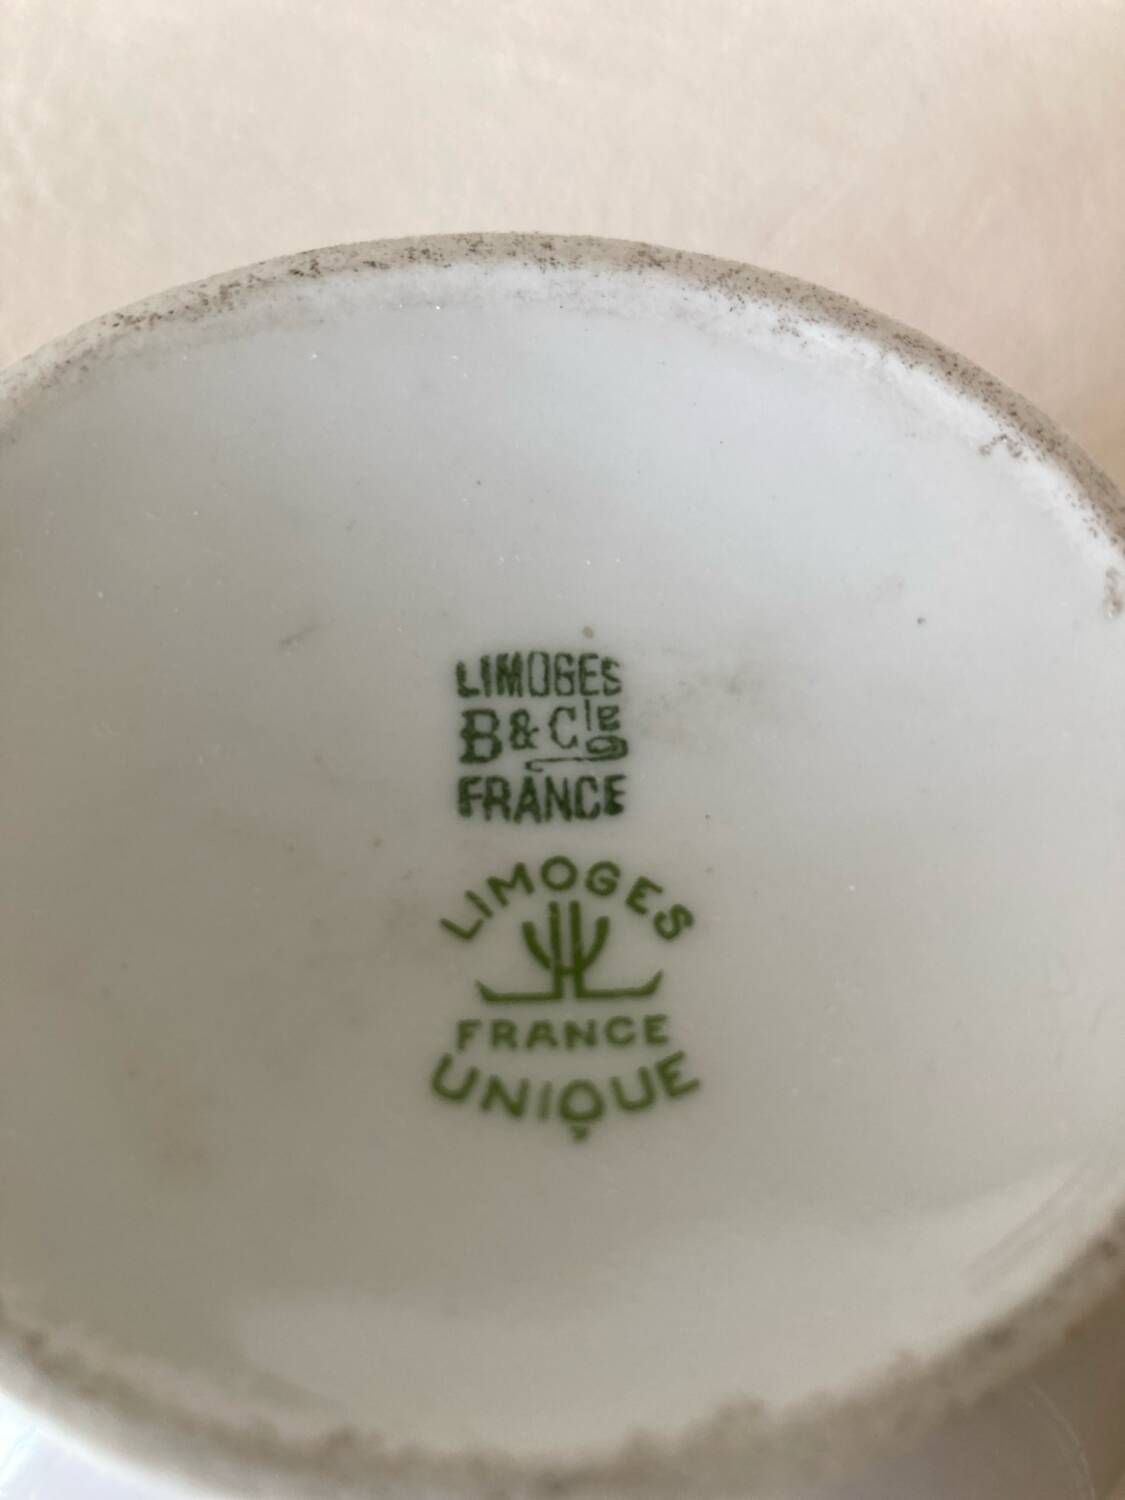 LIMOGES
B & Cie
FRANCE
LIMOGES
FRANCE
UNIQUE